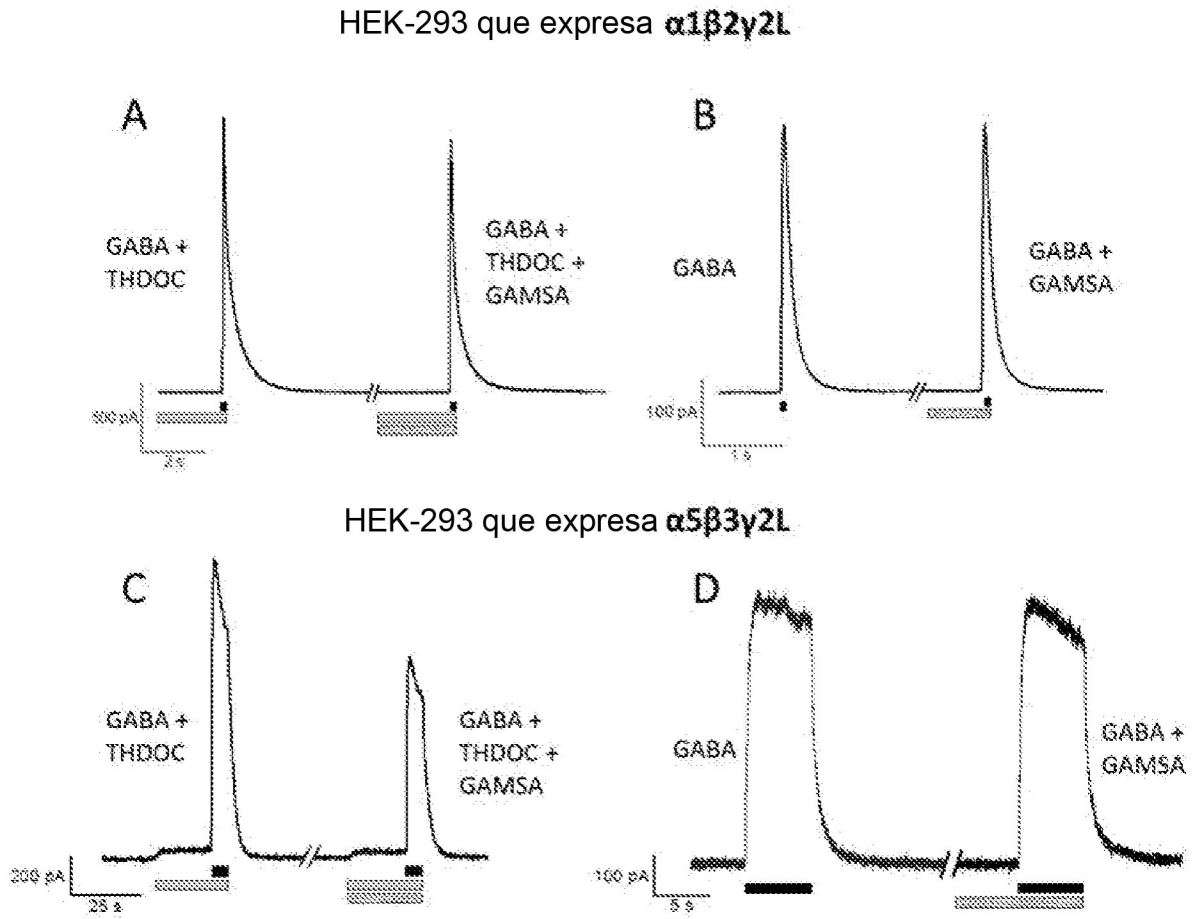 HEK-293 que expresa α1β2γ2L
A
B
GABA +
THDOC
GABA +
THDOC +
GAMSA
GABA
GABA +
GAMSA
500 pA
2 s
100 pA
1 s
HEK-293 que expresa α5β3γ2L
C
D
GABA +
THDOC
GABA +
THDOC +
GAMSA
GABA
GABA +
GAMSA
200 pA
25 s
100 pA
5 s